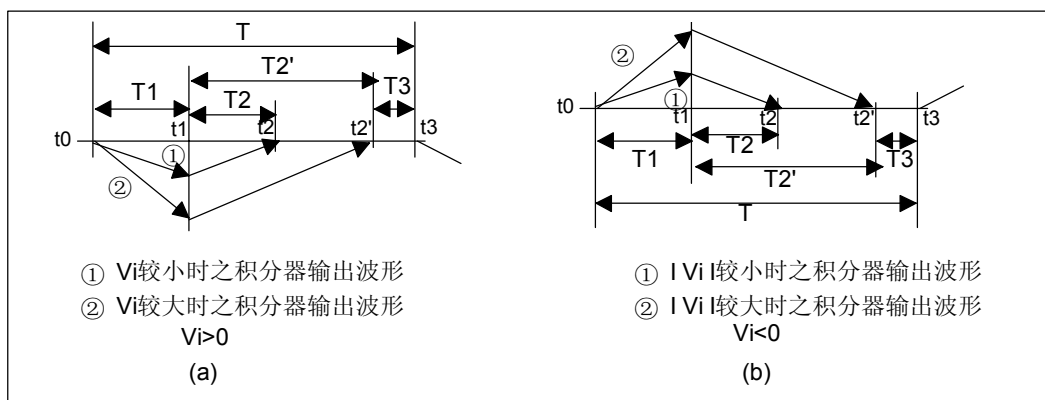 T
T2'
T1
T2
T3
t0
t1
t2
t2'
t3
①
②
① Vi较小时之积分器输出波形
② Vi较大时之积分器输出波形
Vi>0
(a)
②
①
t0
t1
t2
t2'
t3
T1
T2
T3
T2'
T
① I Vi I较小时之积分器输出波形
② I Vi I较大时之积分器输出波形
Vi<0
(b)